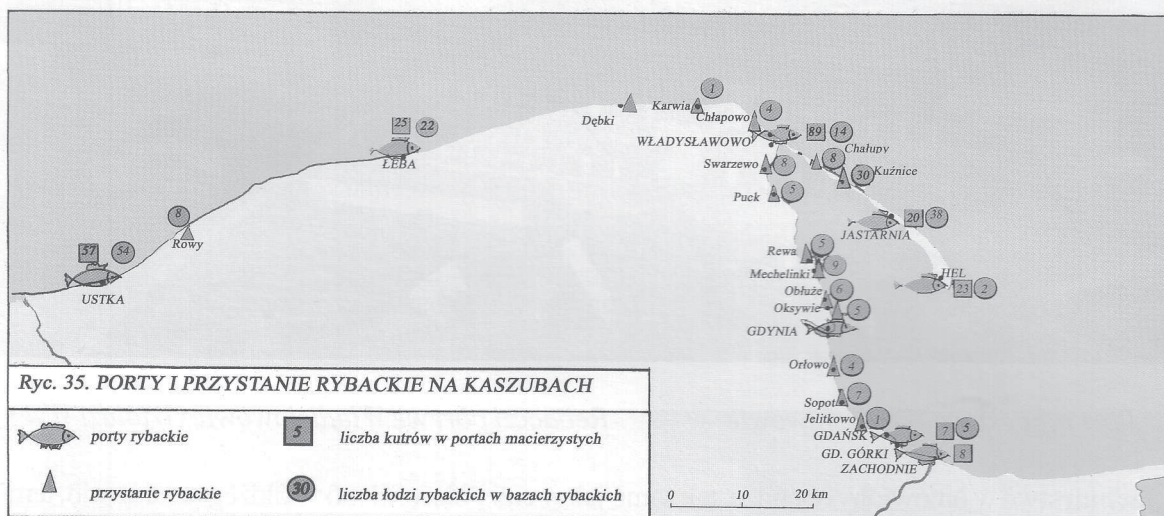 1
Karwia
Chłapowo
4
Dębki
WŁADYSŁAWOWO
89
14
Chałupy
25
22
ŁEBA
Swarzewo
8
8
30
Kuźnice
Puck
5
8
Rowy
20
38
JASTARNIA
57
54
USTKA
Rewa
5
Mechelinki
9
HEL
23
2
Obłuże
6
Oksywie
5
GDYNIA
Orłowo
4
Sopot
7
Jelitkowo
1
GDAŃSK
7
5
GD. GÓRKI
ZACHODNIE
8
Ryc. 35. PORTY I PRZYSTANIE RYBACKIE NA KASZUBACH
porty rybackie
5
liczba kutrów w portach macierzystych
przystanie rybackie
30
liczba łodzi rybackich w bazach rybackich
0
10
20 km